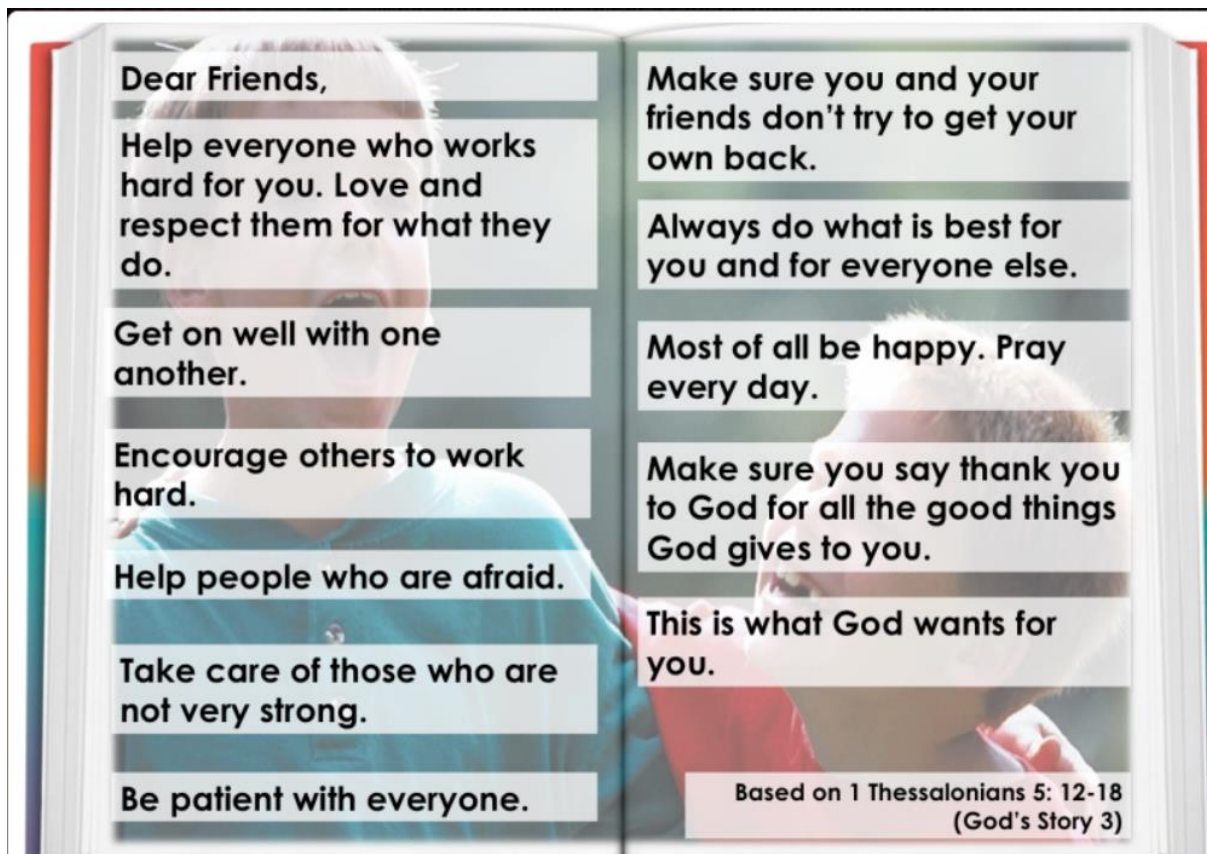 Dear Friends,
Help everyone who works
hard for you. Love and
respect them for what they
do.
Get on well with one
another.
Encourage others to work
hard.
Help people who are afraid.
Take care of those who are
not very strong.
Be patient with everyone.
Make sure you and your
friends don’t try to get your
own back.
Always do what is best for
you and for everyone else.
Most of all be happy. Pray
every day.
Make sure you say thank you
to God for all the good things
God gives to you.
This is what God wants for
you.
Based on 1 Thessalonians 5: 12-18
(God’s Story 3)